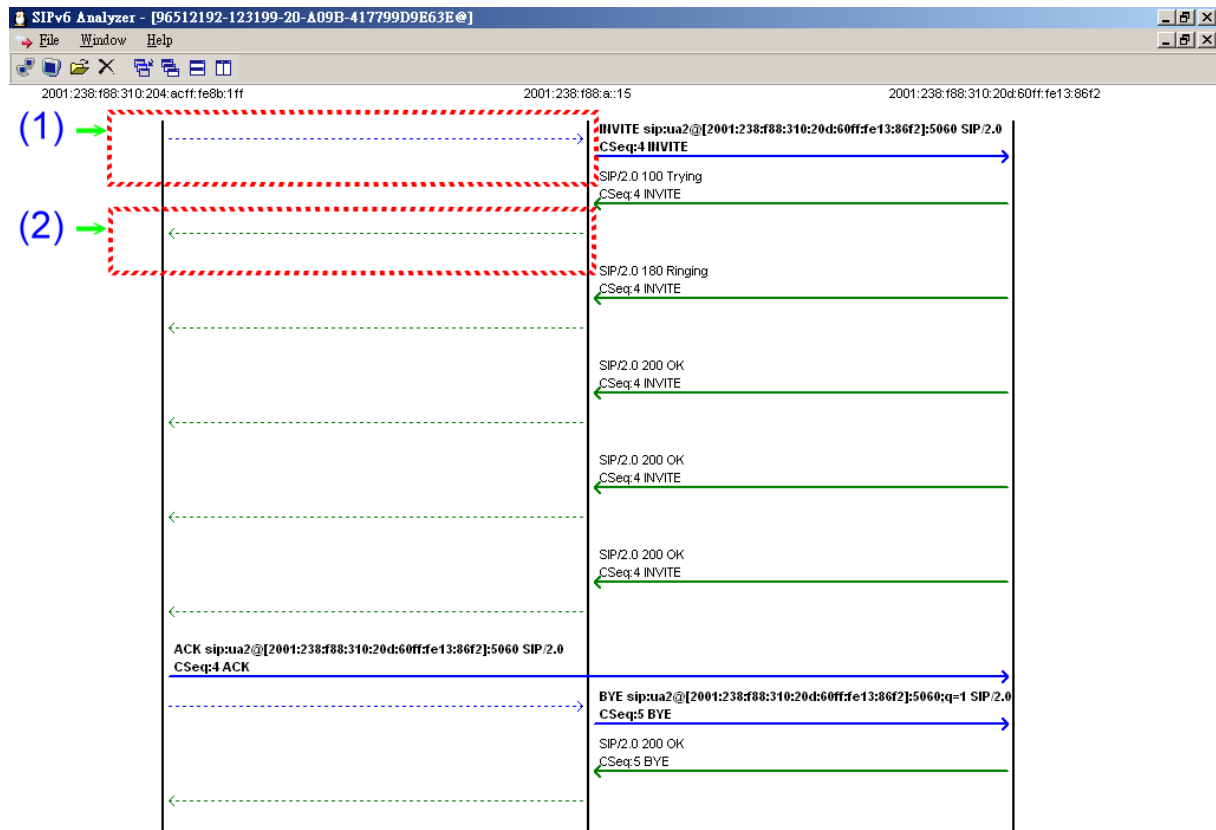 SIPv6 Analyzer - [96512192-123199-20-A09B-417799D9E63E@]
File Window Help
2001:238:f88:310:204:acff:fe8b:1ff 2001:238:f88:a::15 2001:238:f88:310:20d:60ff:fe13:86f2
(1)
INVITE sip:ua2@[2001:238:f88:310:20d:60ff:fe13:86f2]:5060 SIP/2.0
CSeq:4 INVITE
SIP/2.0 100 Trying
CSeq:4 INVITE
(2)
SIP/2.0 180 Ringing
CSeq:4 INVITE
SIP/2.0 200 OK
CSeq:4 INVITE
SIP/2.0 200 OK
CSeq:4 INVITE
SIP/2.0 200 OK
CSeq:4 INVITE
ACK sip:ua2@[2001:238:f88:310:20d:60ff:fe13:86f2]:5060 SIP/2.0
CSeq:4 ACK
BYE sip:ua2@[2001:238:f88:310:20d:60ff:fe13:86f2]:5060;q=1 SIP/2.0
CSeq:5 BYE
SIP/2.0 200 OK
CSeq:5 BYE